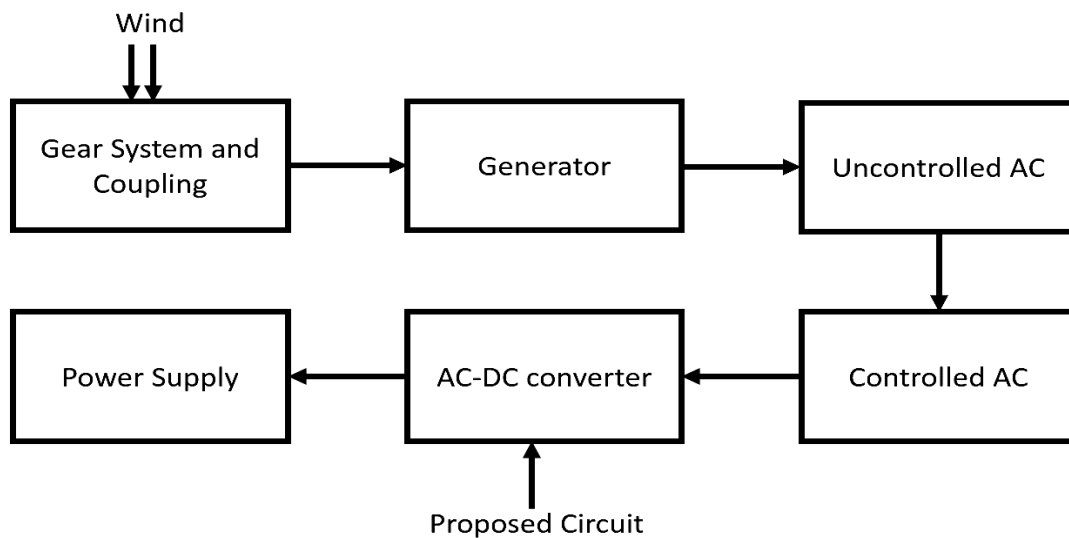 Wind
Gear System and
Coupling
Generator
Uncontrolled AC
Power Supply
AC-DC converter
Controlled AC
Proposed Circuit